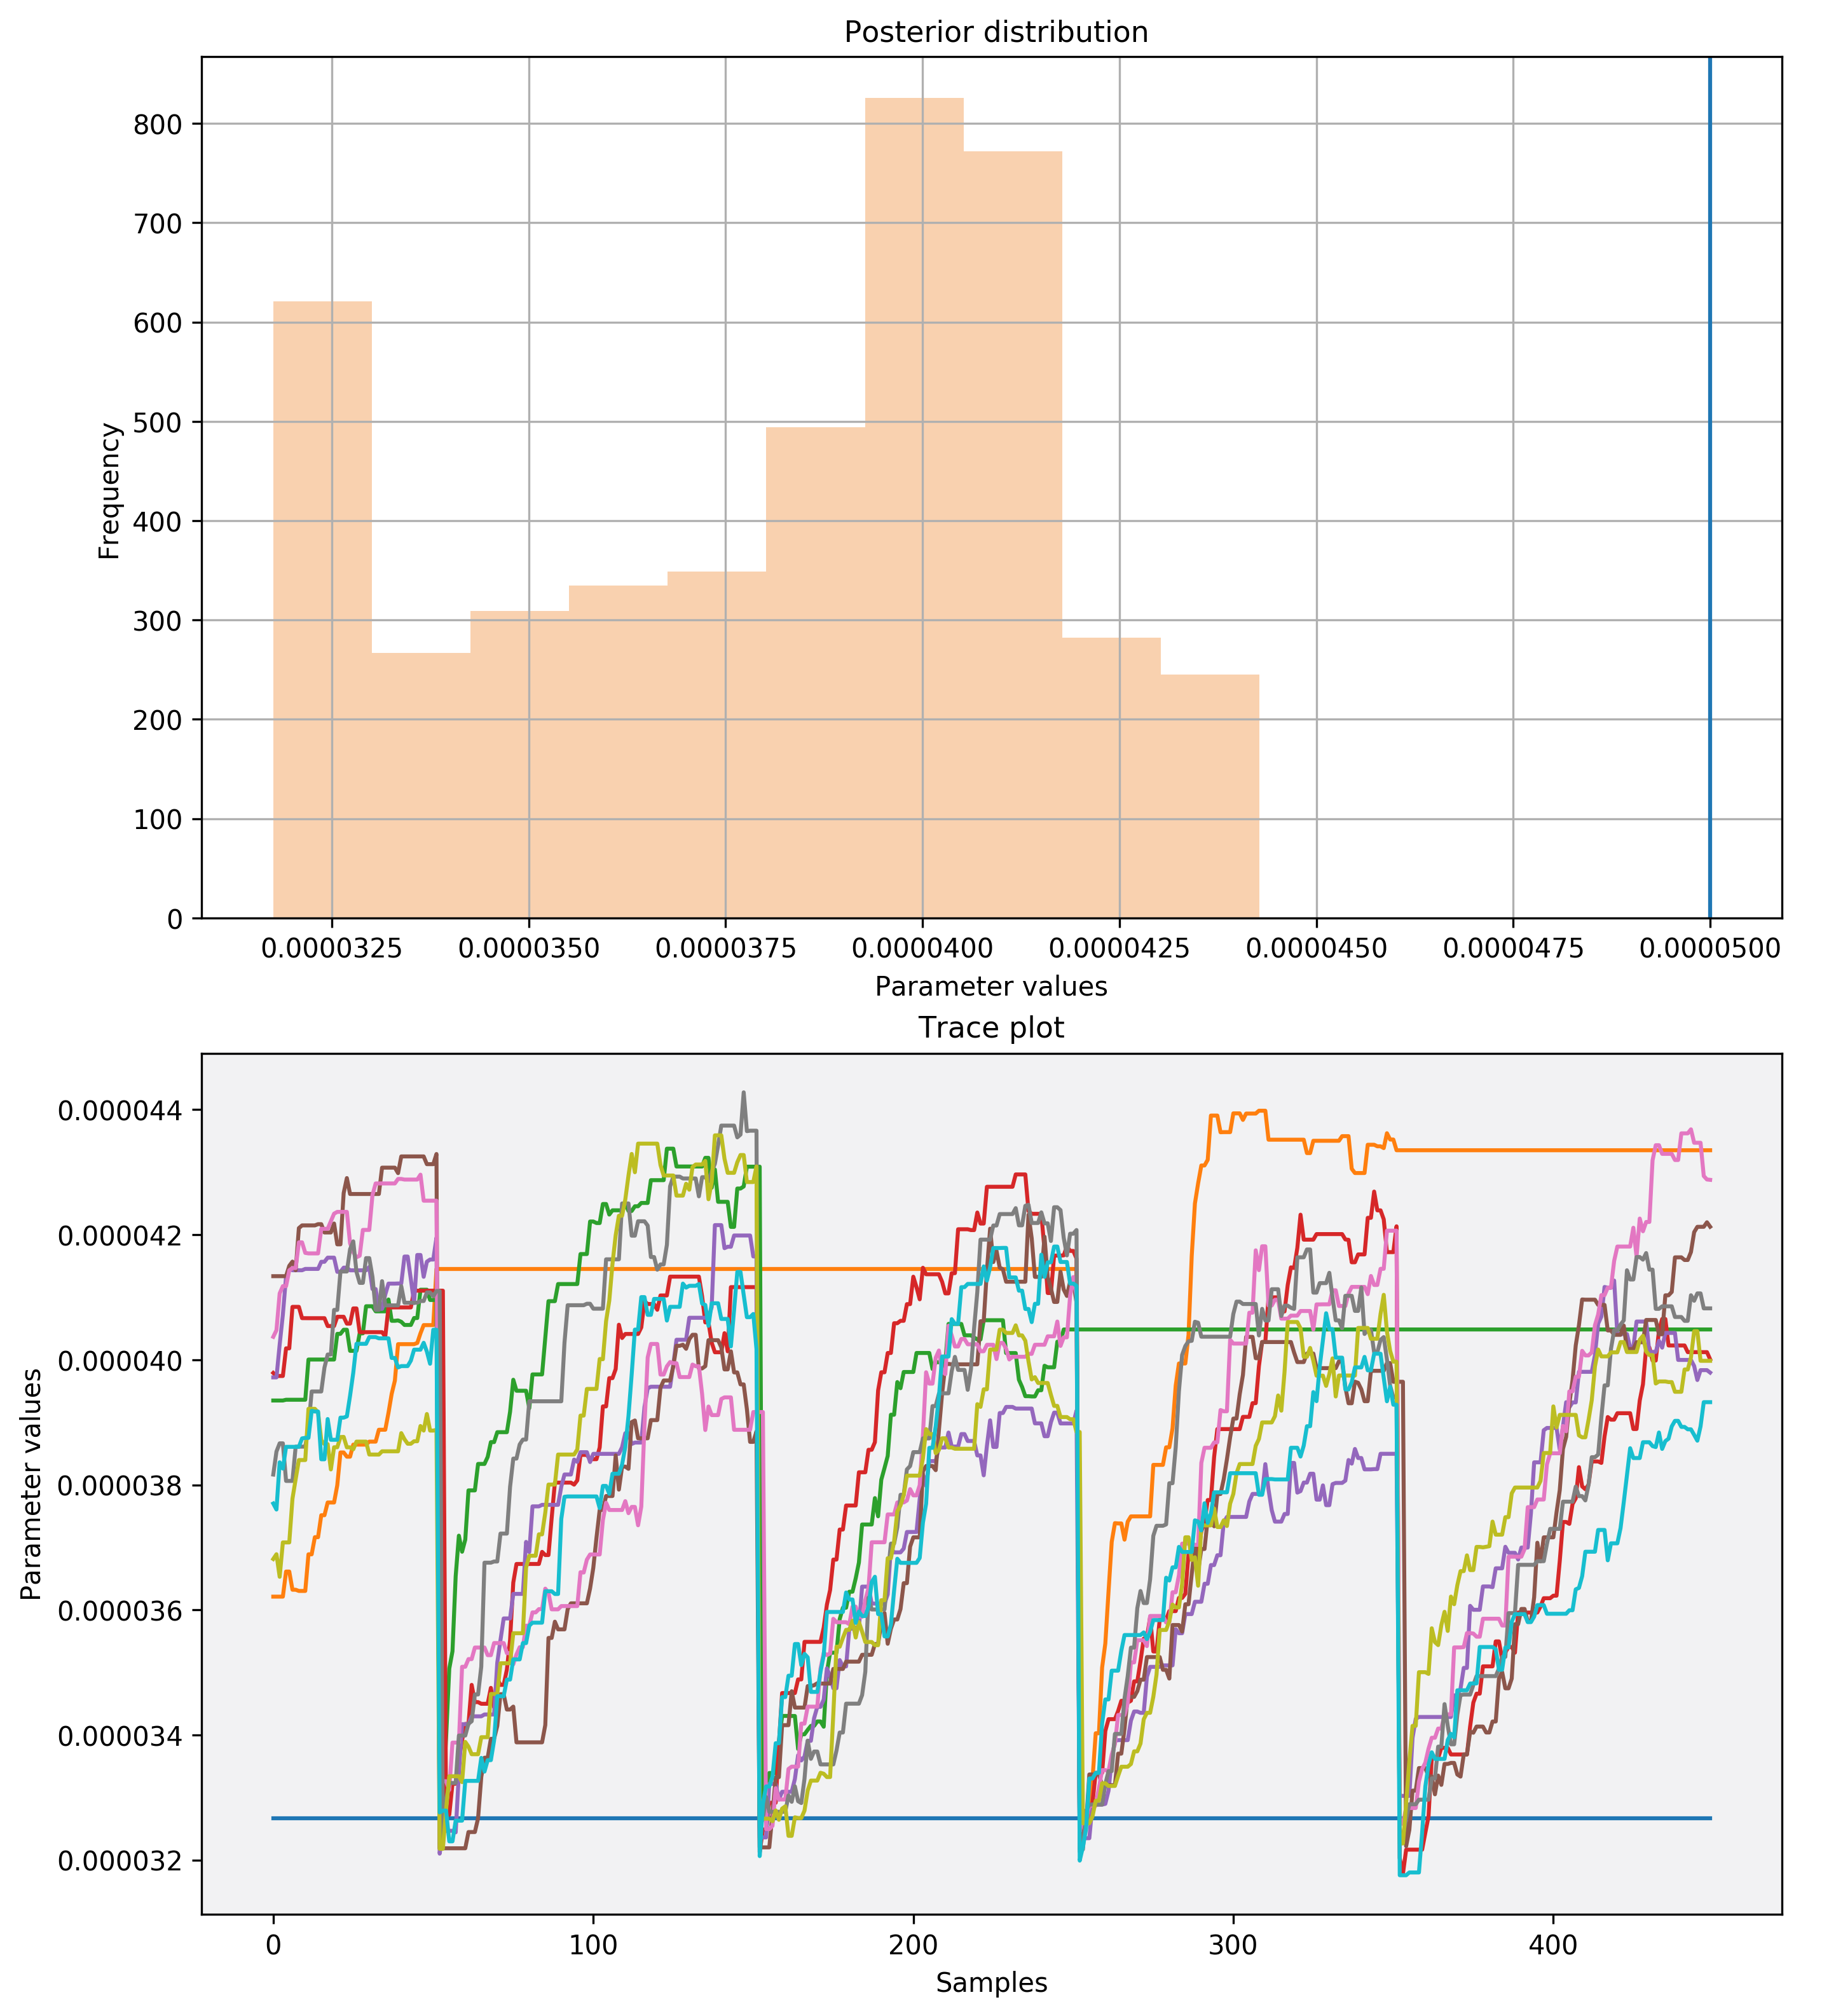 Posterior distribution
800
700
600
500
400
300
200
100
0
Frequency
0.0000325 0.0000350 0.0000375 0.0000400 0.0000425 0.0000450 0.0000475 0.0000500
Parameter values
Trace plot
0.000044
0.000042
0.000040
0.000038
0.000036
0.000034
0.000032
Parameter values
0 100 200 300 400
Samples